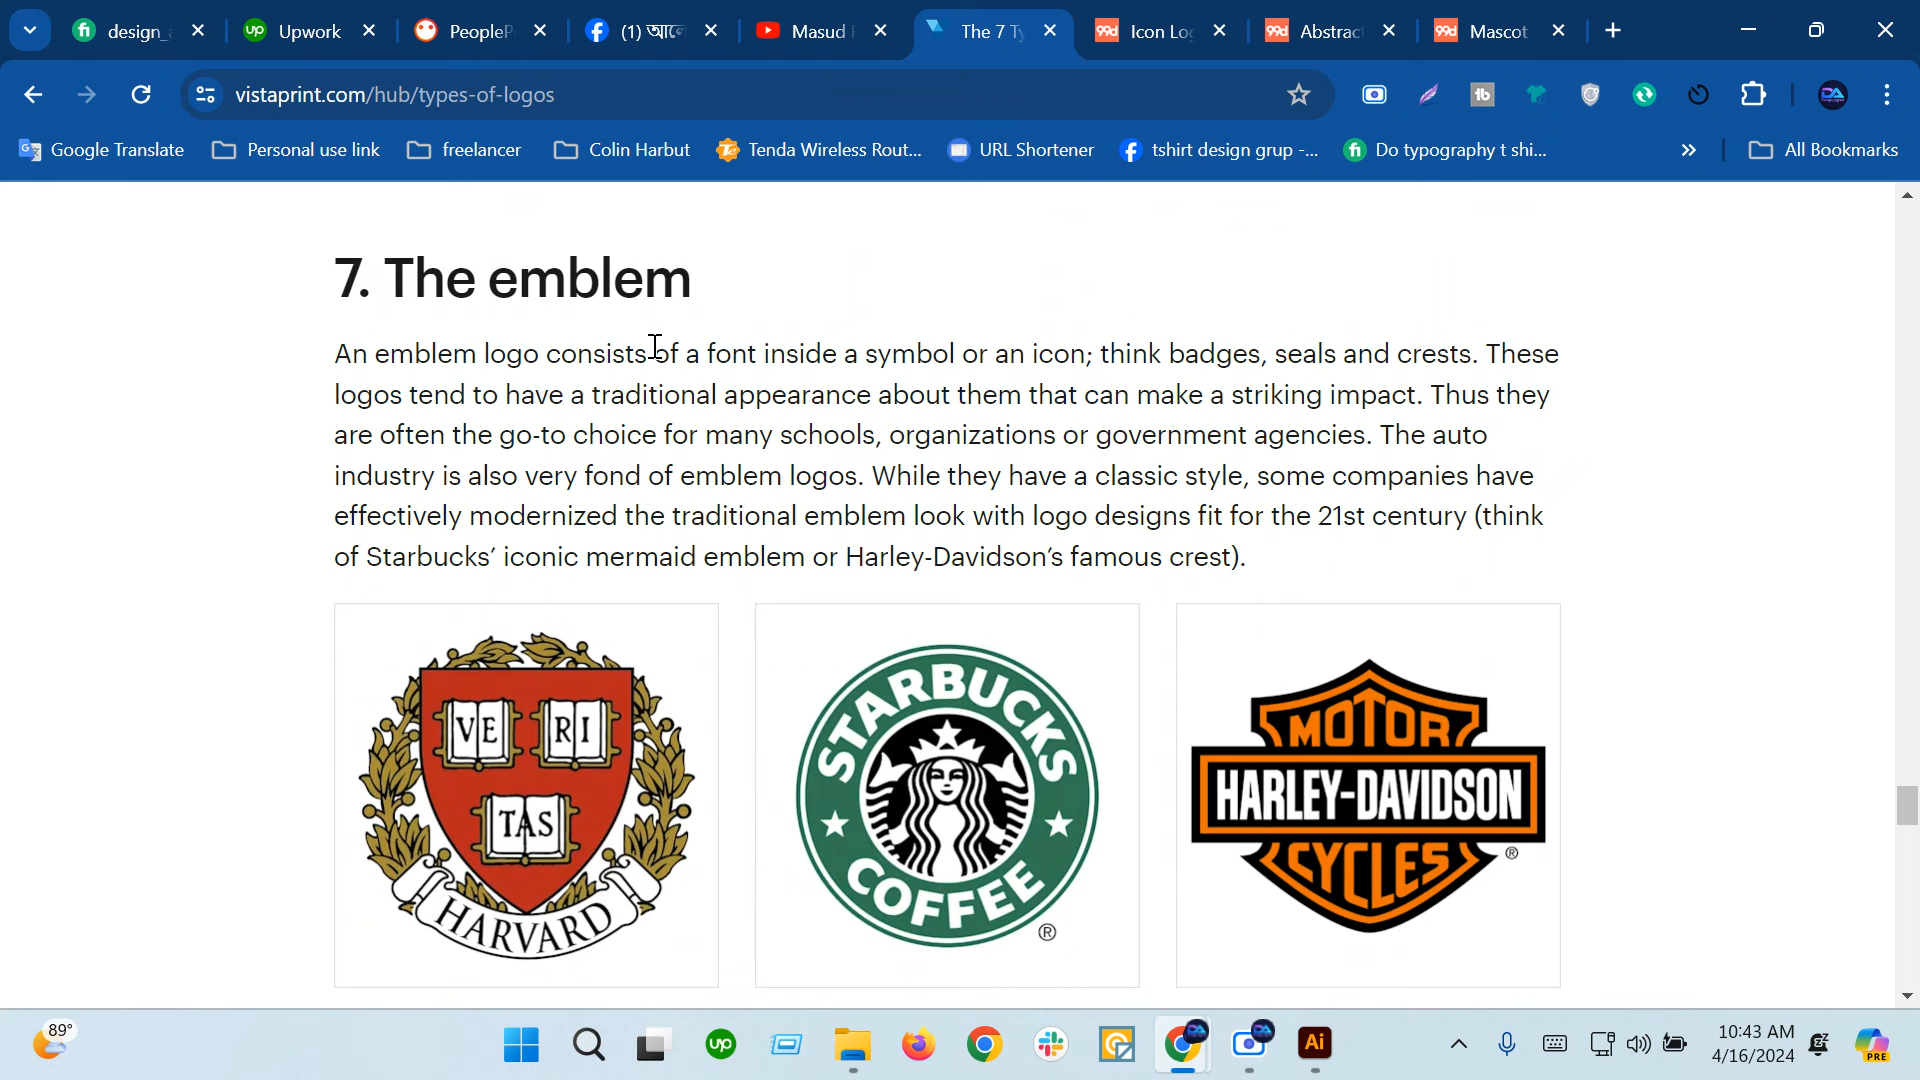 design_
Upwork
PeopleP
(1) আলে
Masud
The 7 Ty
Icon Lo
Abstrac
Mascot
vistaprint.com/hub/types-of-logos
Google Translate
Personal use link
freelancer
Colin Harbut
Tenda Wireless Rout...
URL Shortener
tshirt design grup -...
Do typography t shi...
All Bookmarks
7. The emblem
An emblem logo consists of a font inside a symbol or an icon; think badges, seals and crests. These
logos tend to have a traditional appearance about them that can make a striking impact. Thus they
are often the go-to choice for many schools, organizations or government agencies. The auto
industry is also very fond of emblem logos. While they have a classic style, some companies have
effectively modernized the traditional emblem look with logo designs fit for the 21st century (think
of Starbucks’ iconic mermaid emblem or Harley-Davidson’s famous crest).
VE RI
TAS
HARVARD
STARBUCKS
COFFEE
®
MOTOR
HARLEY-DAVIDSON
CYCLES
®
89°
10:43 AM
4/16/2024